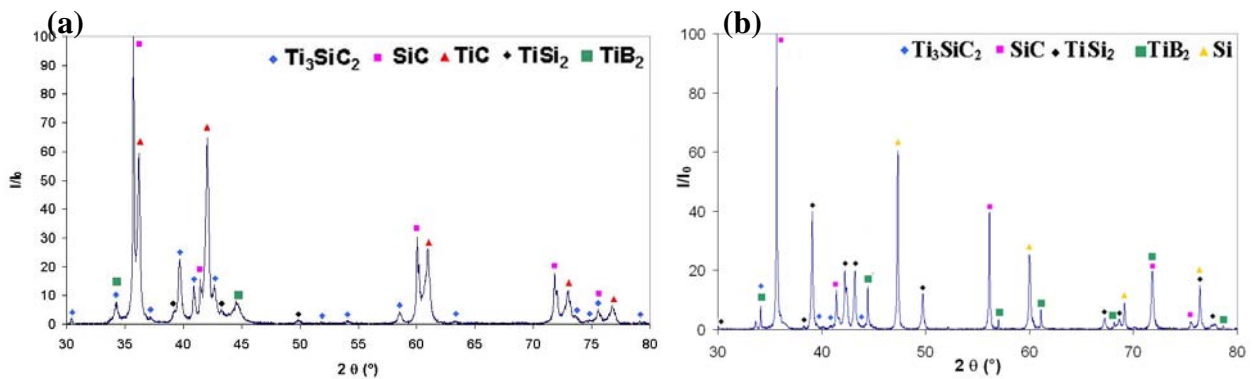 (a)
Ti₃SiC₂ SiC TiC TiSi₂ TiB₂
100
90
80
70
60
50
40
30
20
10
0
I/I₀
30 35 40 45 50 55 60 65 70 75 80
2 θ (°)
(b)
Ti₃SiC₂ SiC TiSi₂ TiB₂ Si
100
80
60
40
20
0
I/I₀
30 40 50 60 70 80
2 θ (°)